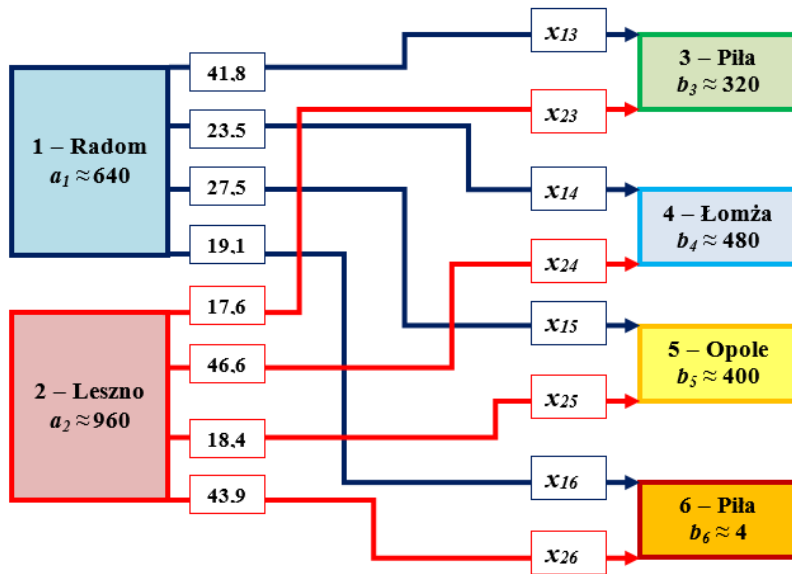 1 – Radom
a₁ ≈ 640
2 – Leszno
a₂ ≈ 960
41,8
23,5
27,5
19,1
17,6
46,6
18,4
43,9
x₁₃
x₂₃
x₁₄
x₂₄
x₁₅
x₂₅
x₁₆
x₂₆
3 – Piła
b₃ ≈ 320
4 – Łomża
b₄ ≈ 480
5 – Opole
b₅ ≈ 400
6 – Piła
b₆ ≈ 4